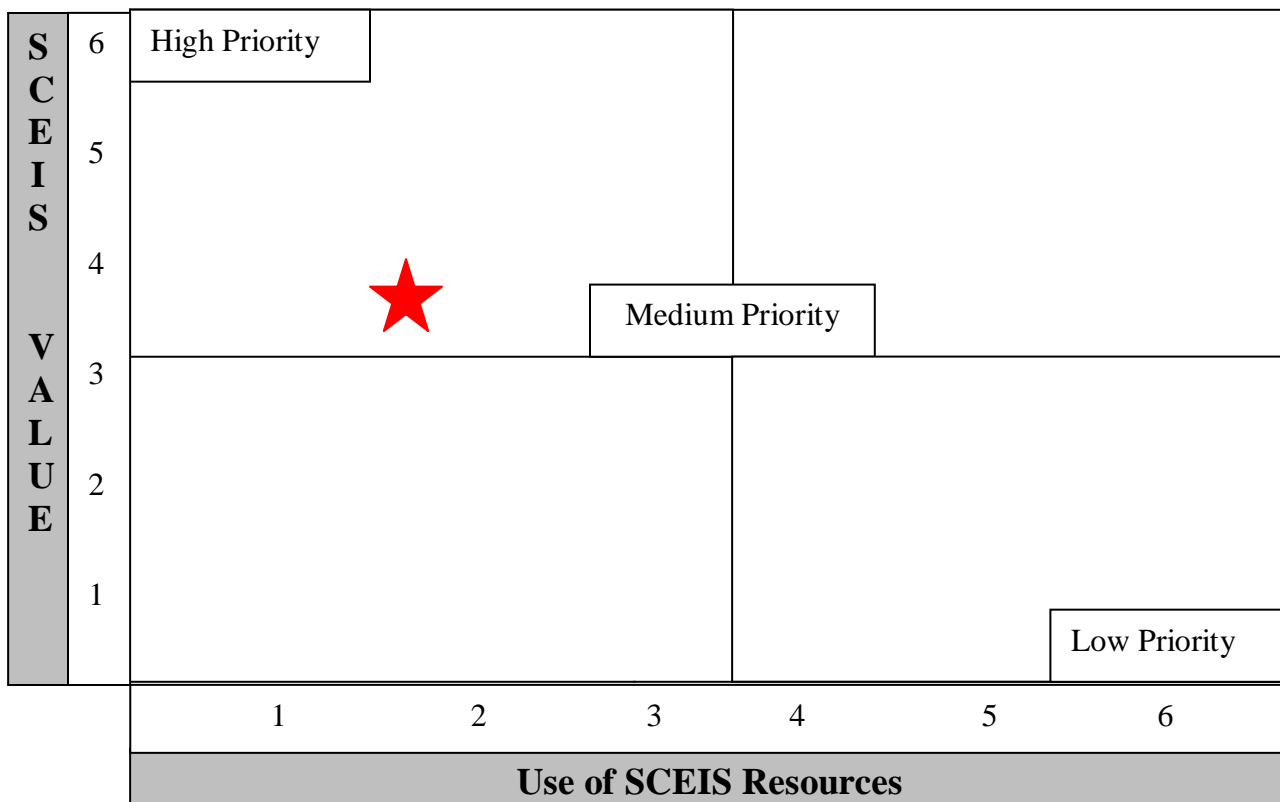 SCEIS VALUE
6
High Priority
5
4
Medium Priority
3
2
1
Low Priority
1 2 3 4 5 6
Use of SCEIS Resources